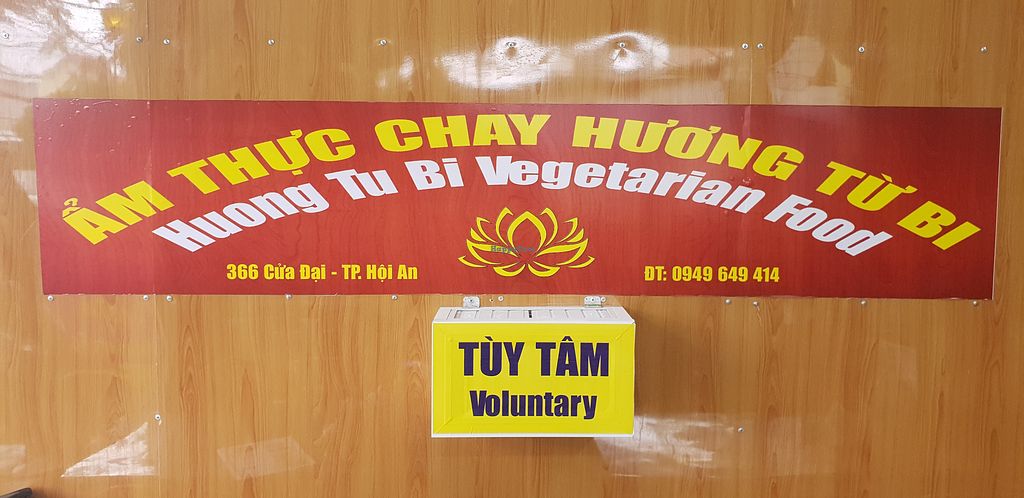 ẨM THỰC CHAY HƯƠNG TỪ BI
Huong Tu Bi Vegetarian Food
366 Cửa Đại - TP. Hội An
ĐT: 0949 649 414
TÙY TÂM
Voluntary